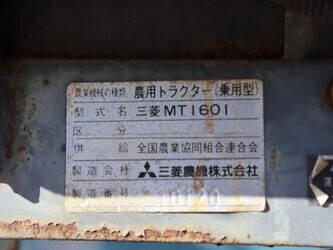 農業機械の種類 農用トラクター(乗用型)
型式名 三菱MT1601
区分
供給 全国農業協同組合連合会
製造会社 三菱農機株式会社
製造番号 10120